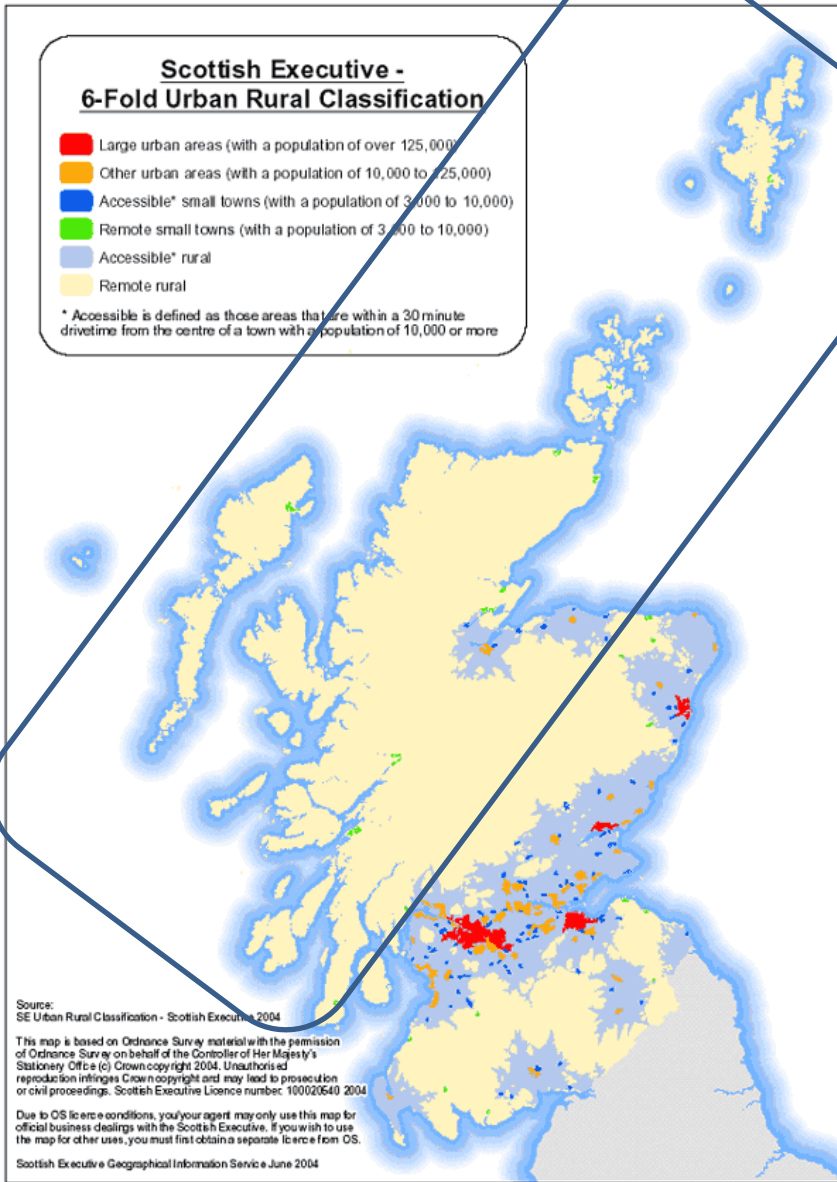 Scottish Executive -
6-Fold Urban Rural Classification
Large urban areas (with a population of over 125,000)
Other urban areas (with a population of 10,000 to 125,000)
Accessible* small towns (with a population of 3,000 to 10,000)
Remote small towns (with a population of 3,000 to 10,000)
Accessible* rural
Remote rural
* Accessible is defined as those areas that are within a 30 minute
drivetime from the centre of a town with a population of 10,000 or more
Source:
SE Urban Rural Classification - Scottish Executive 2004
This map is based on Ordnance Survey material with the permission
of Ordnance Survey on behalf of the Controller of Her Majesty's
Stationery Office (c) Crown copyright 2004. Unauthorised
reproduction infringes Crown copyright and may lead to prosecution
or civil proceedings. Scottish Executive Licence number: 100020540 2004
Due to OS licence conditions, you/your agent may only use this map for
official business dealings with the Scottish Executive. If you wish to use
the map for other uses, you must first obtain a separate licence from OS.
Scottish Executive Geographical Information Service June 2004